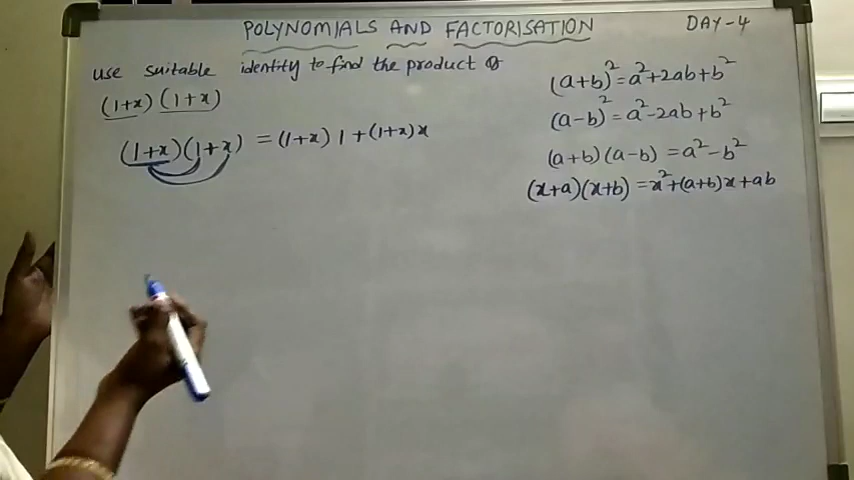 POLYNOMIALS AND FACTORISATION
DAY-4
use suitable identity to find the product of
(1+x) (1+x)
(1+x)(1+x) = (1+x) 1 + (1+x) x
(a+b)² = a²+2ab+b²
(a-b)² = a²-2ab+b²
(a+b)(a-b) = a²-b²
(x+a)(x+b) = x²+(a+b)x+ab